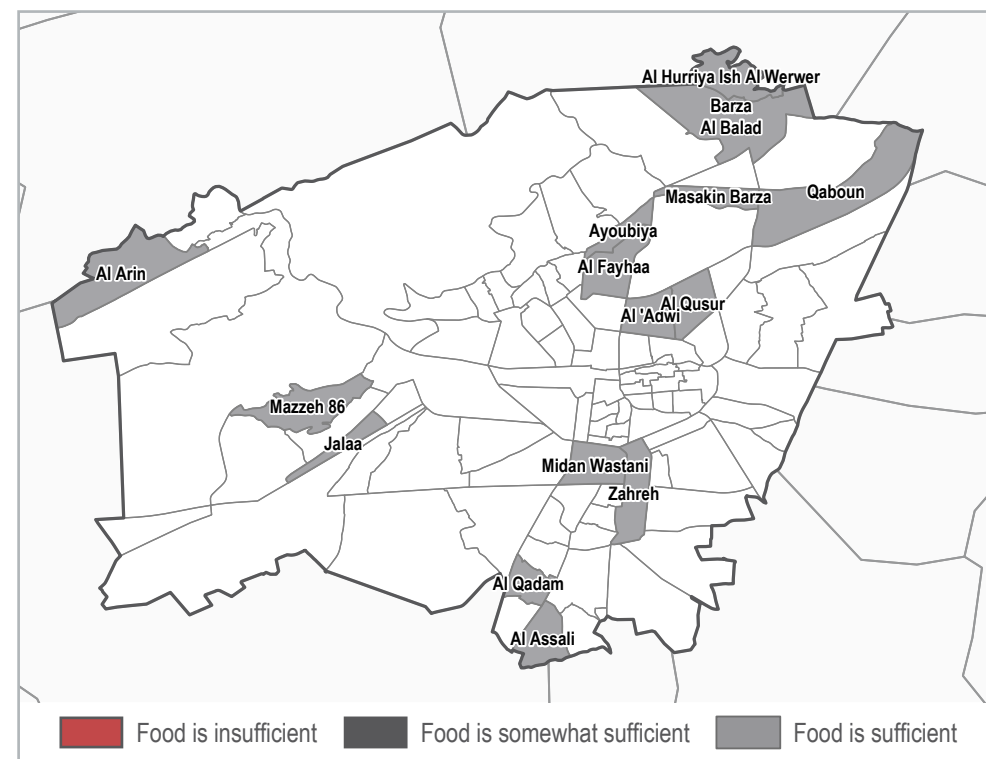 Al Hurriya Ish Al Werwer
Barza
Al Balad
Masakin Barza
Qaboun
Ayoubiya
Al Fayhaa
Al Arin
Al Qusur
Al 'Adwi
Mazzeh 86
Jalaa
Midan Wastani
Zahreh
Al Qadam
Al Assali
Food is insufficient
Food is somewhat sufficient
Food is sufficient